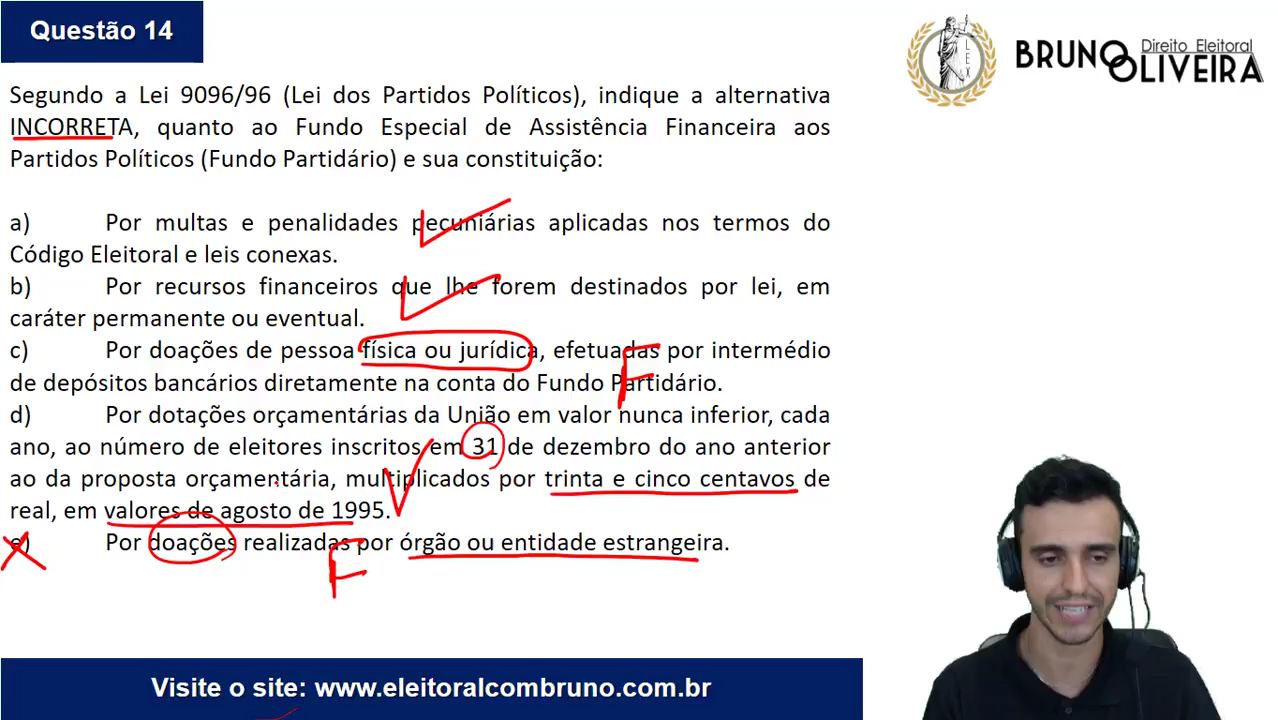 Questão 14
BRUNO Direito Eleitoral
OLIVEIRA
LEX
Segundo a Lei 9096/96 (Lei dos Partidos Políticos), indique a alternativa
INCORRETA, quanto ao Fundo Especial de Assistência Financeira aos
Partidos Políticos (Fundo Partidário) e sua constituição:
a) Por multas e penalidades pecuniárias aplicadas nos termos do
Código Eleitoral e leis conexas.
b) Por recursos financeiros que lhe forem destinados por lei, em
caráter permanente ou eventual.
c) Por doações de pessoa física ou jurídica, efetuadas por intermédio
de depósitos bancários diretamente na conta do Fundo Partidário.
F
d) Por dotações orçamentárias da União em valor nunca inferior, cada
ano, ao número de eleitores inscritos em 31 de dezembro do ano anterior
ao da proposta orçamentária, multiplicados por trinta e cinco centavos de
real, em valores de agosto de 1995.
e) Por doações realizadas por órgão ou entidade estrangeira.
F
Visite o site: www.eleitoralcombruno.com.br